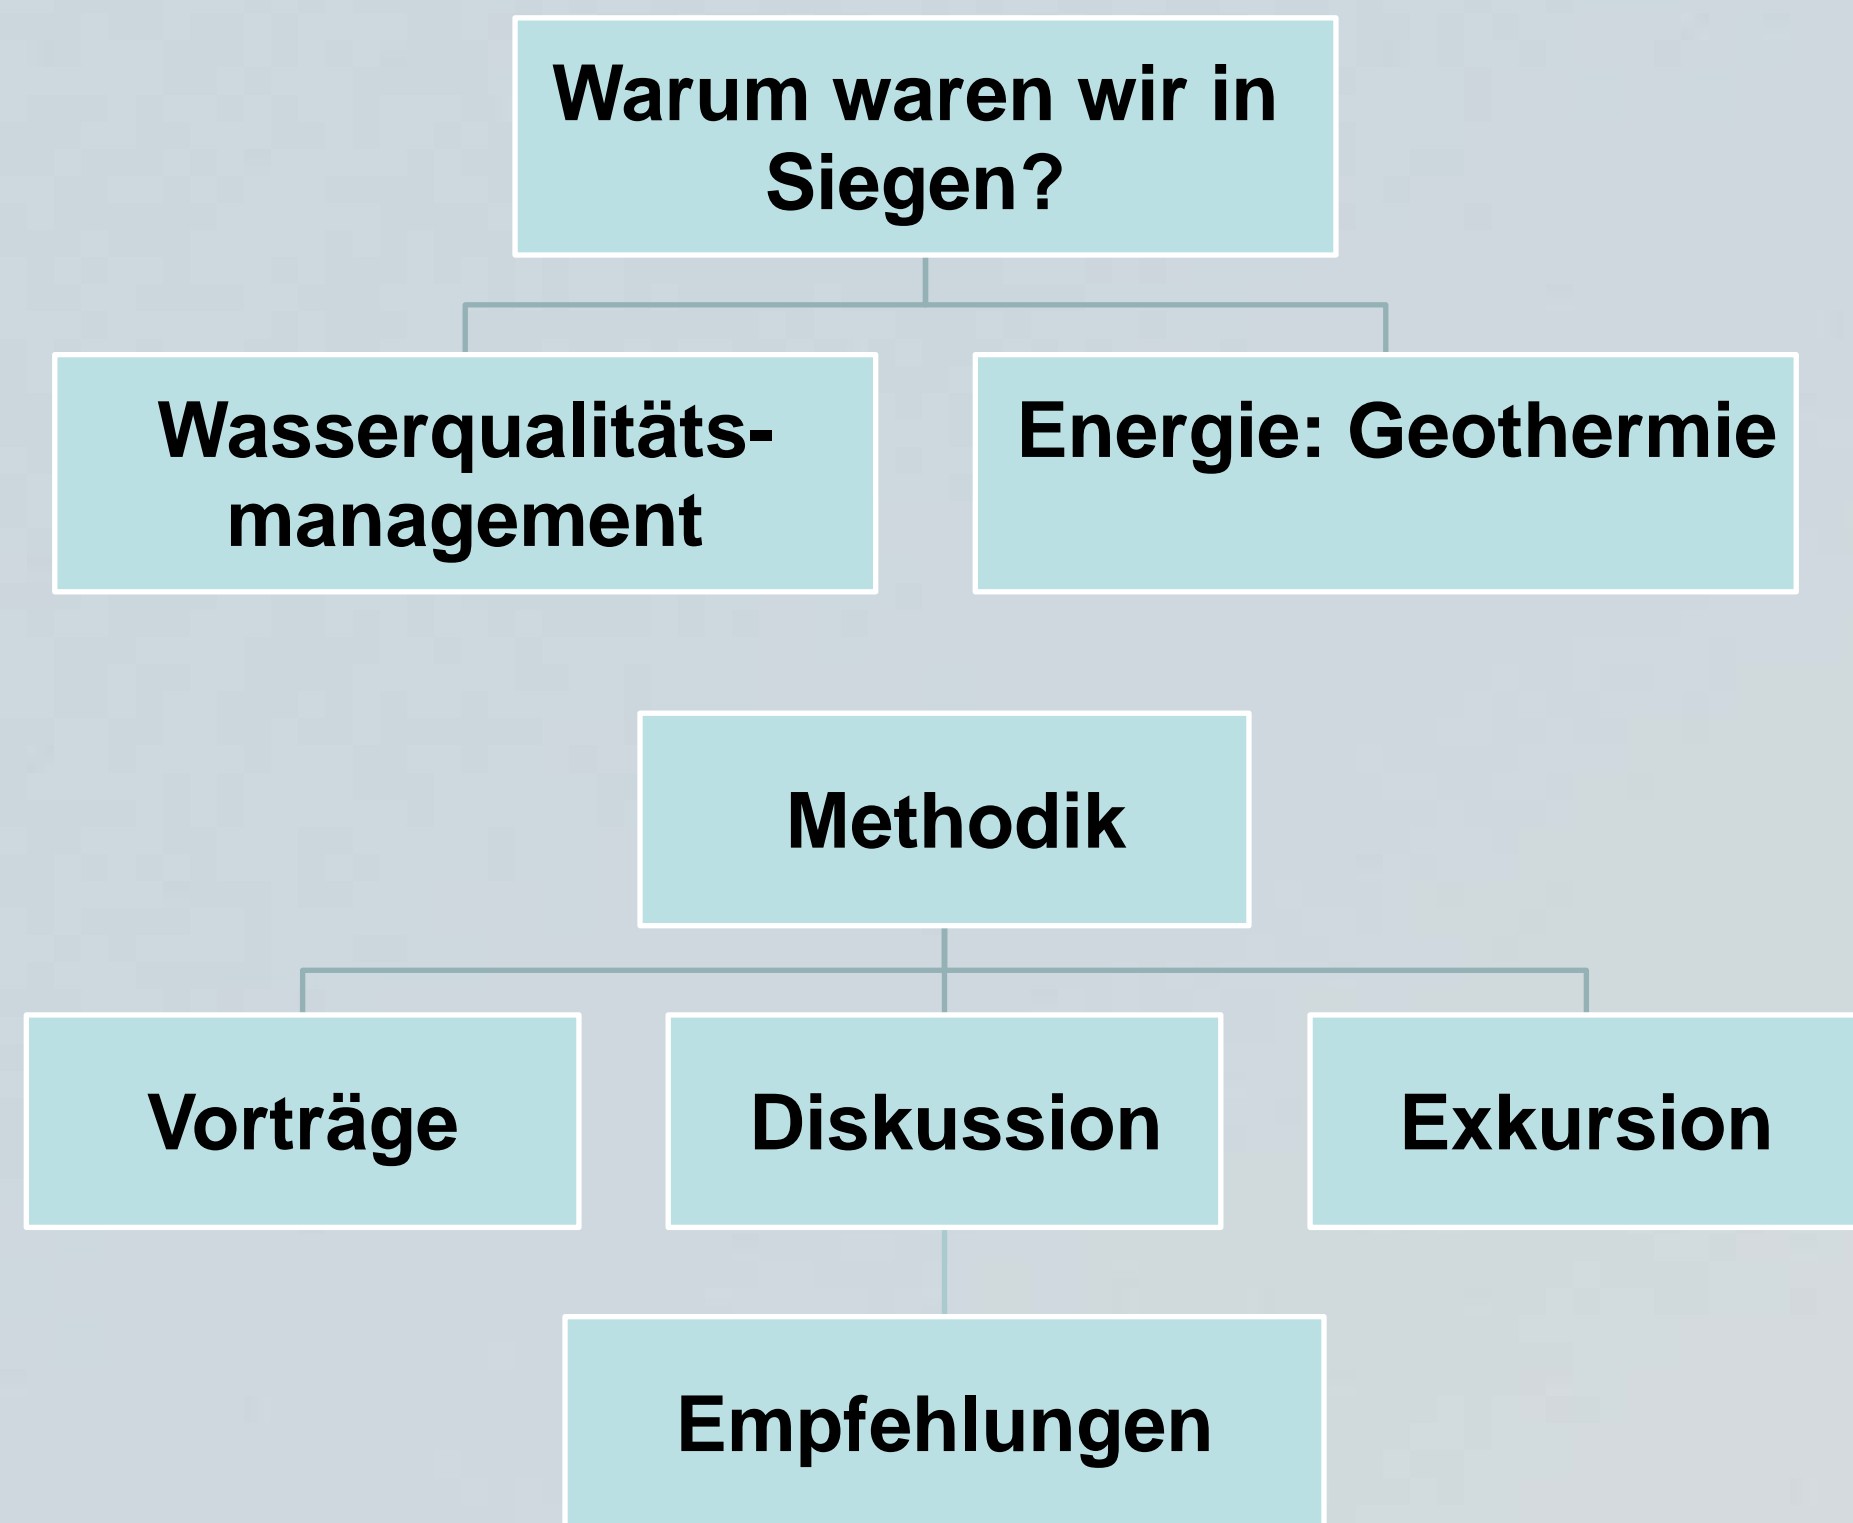 Warum waren wir in
Siegen?
Wasserqualitäts-
management
Energie: Geothermie
Methodik
Vorträge
Diskussion
Exkursion
Empfehlungen